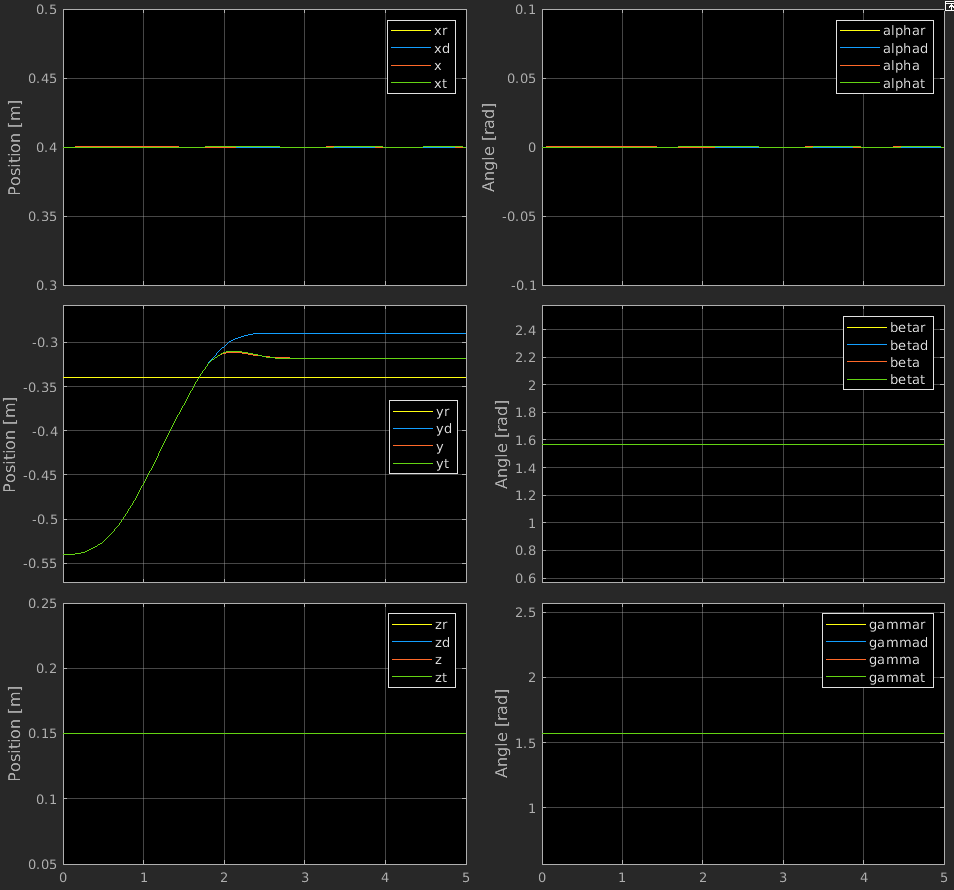 0.5
0.45
0.4
0.35
0.3
Position [m]
xr
xd
x
xt
0.1
0.05
0
-0.05
-0.1
Angle [rad]
alphar
alphad
alpha
alphat
-0.3
-0.35
-0.4
-0.45
-0.5
-0.55
Position [m]
yr
yd
y
yt
2.4
2.2
2
1.8
1.6
1.4
1.2
1
0.8
0.6
Angle [rad]
betar
betad
beta
betat
0.25
0.2
0.15
0.1
0.05
Position [m]
zr
zd
z
zt
0 1 2 3 4 5
2.5
2
1.5
1
Angle [rad]
gammar
gammad
gamma
gammat
0 1 2 3 4 5